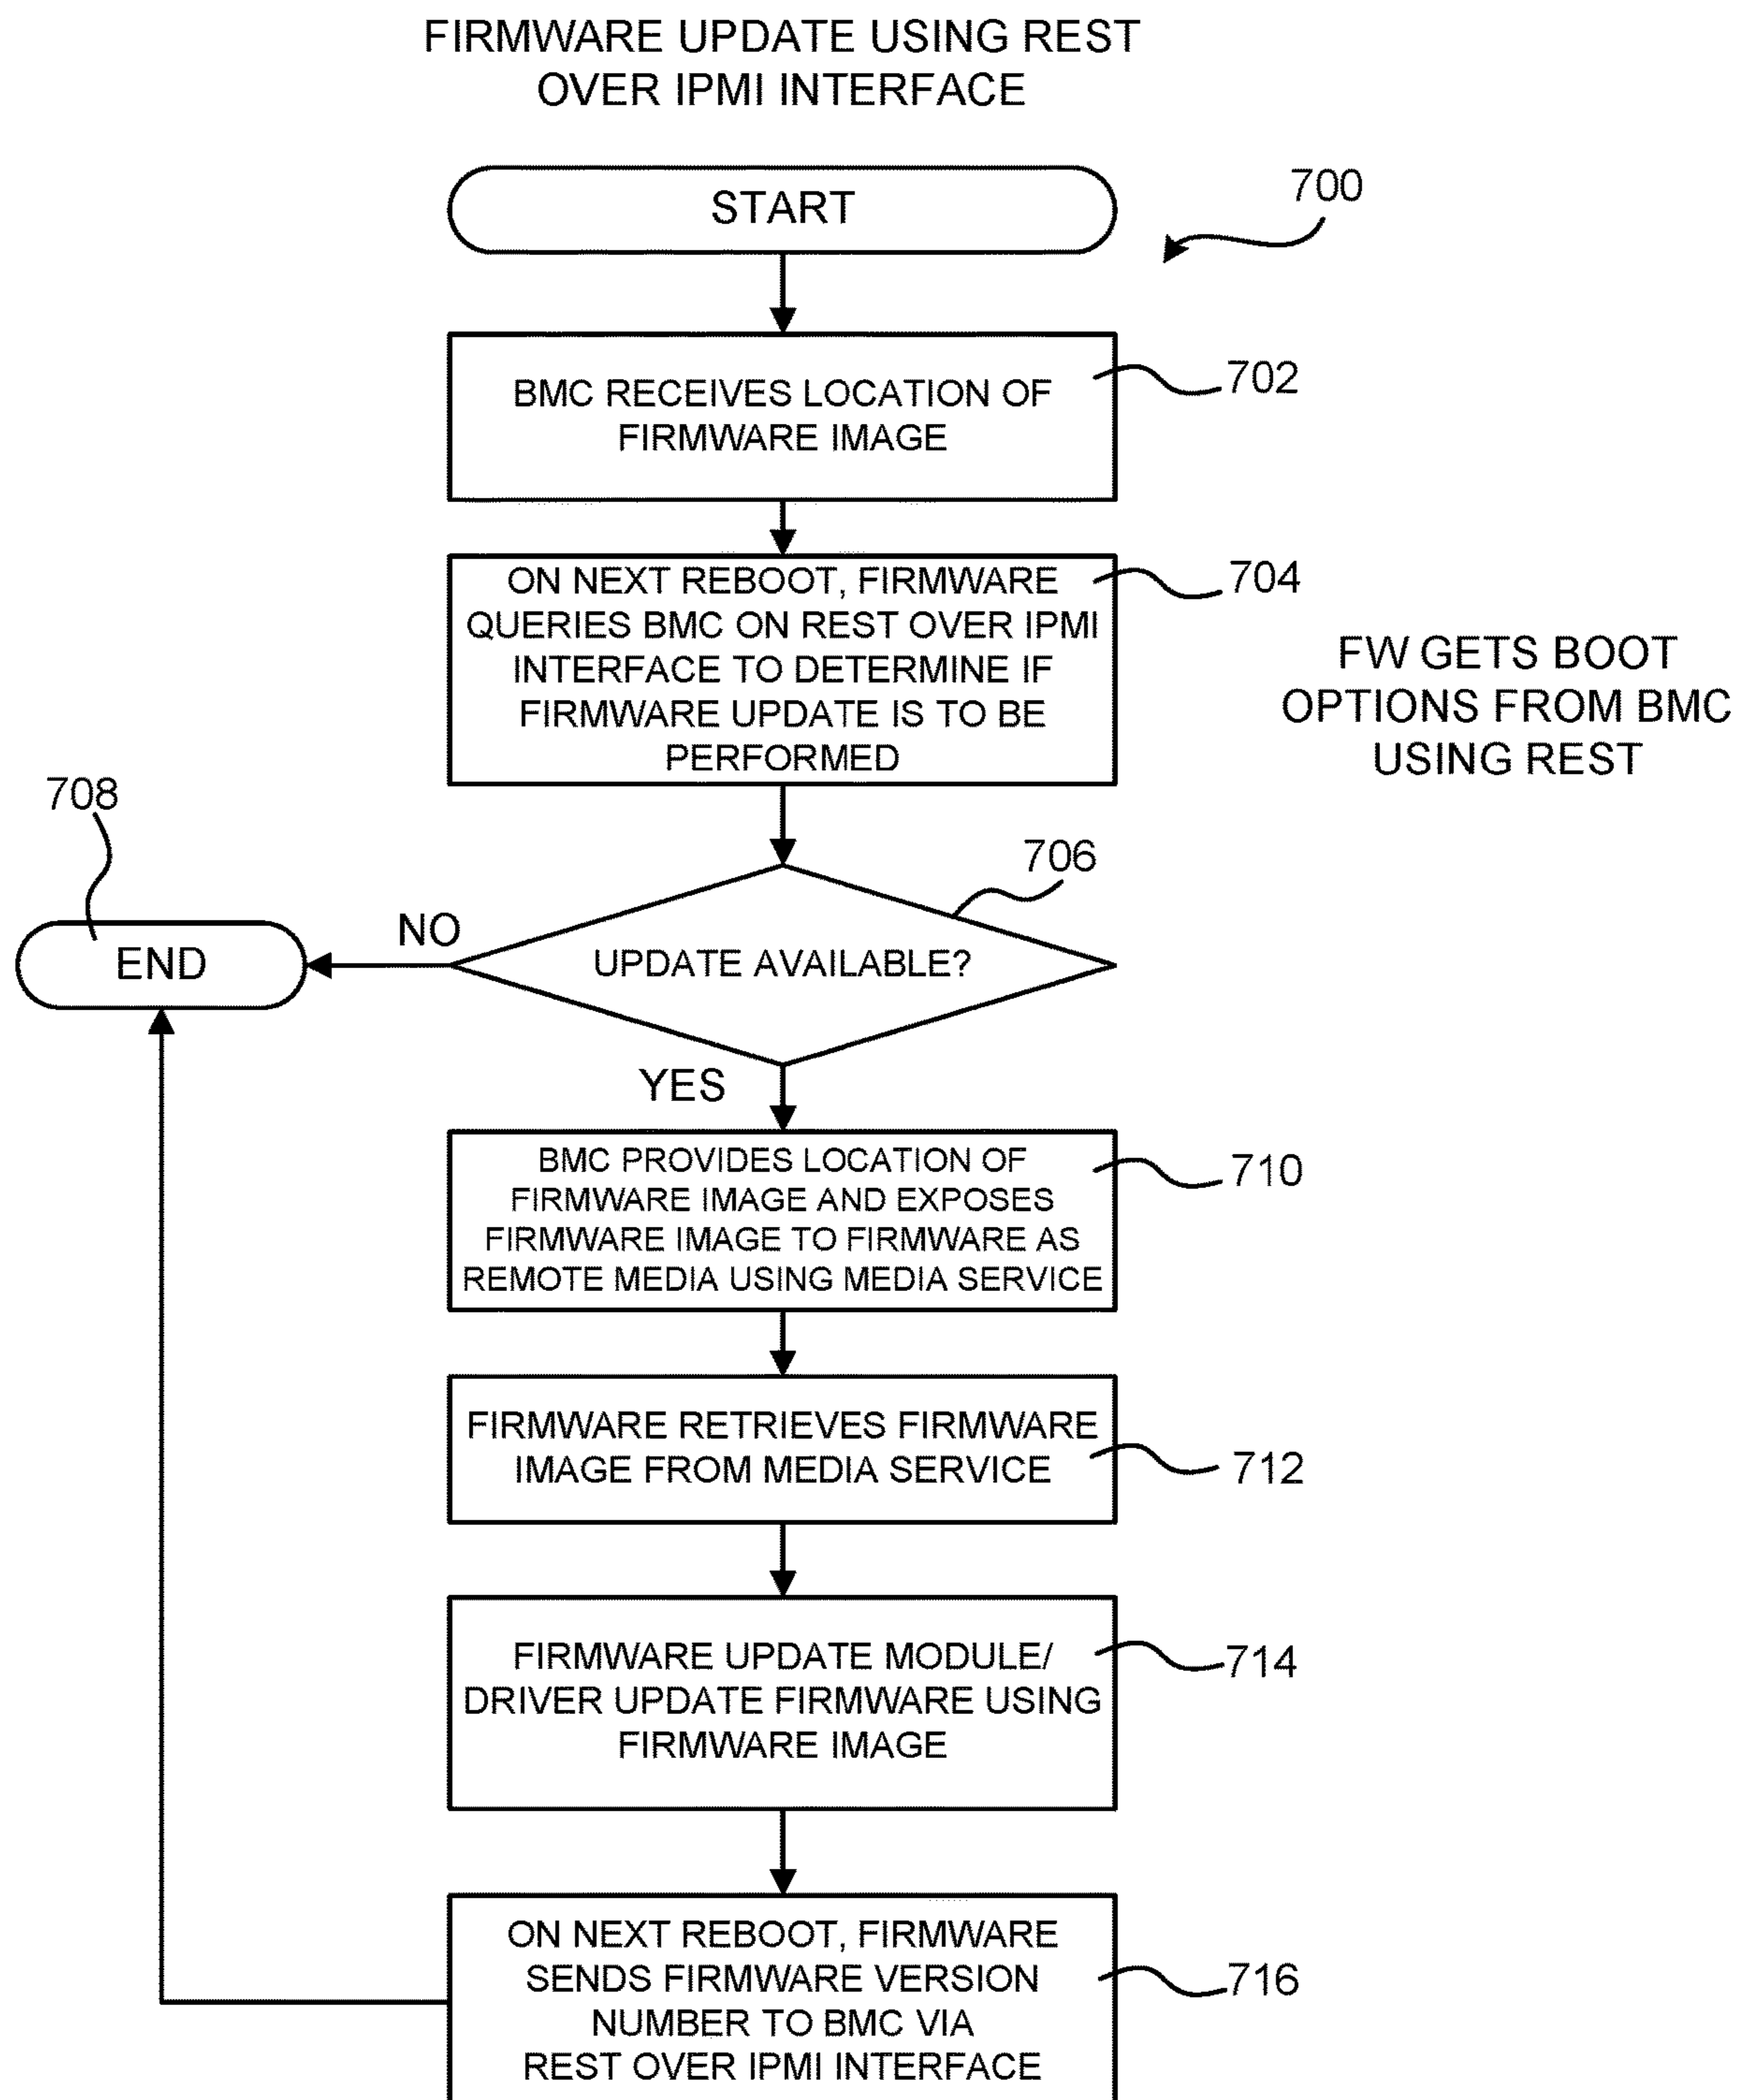 FIRMWARE UPDATE USING REST
OVER IPMI INTERFACE
START
700
BMC RECEIVES LOCATION OF
FIRMWARE IMAGE
702
ON NEXT REBOOT, FIRMWARE
QUERIES BMC ON REST OVER IPMI
INTERFACE TO DETERMINE IF
FIRMWARE UPDATE IS TO BE
PERFORMED
704
FW GETS BOOT
OPTIONS FROM BMC
USING REST
708
706
NO
END
UPDATE AVAILABLE?
YES
BMC PROVIDES LOCATION OF
FIRMWARE IMAGE AND EXPOSES
FIRMWARE IMAGE TO FIRMWARE AS
REMOTE MEDIA USING MEDIA SERVICE
710
FIRMWARE RETRIEVES FIRMWARE
IMAGE FROM MEDIA SERVICE
712
FIRMWARE UPDATE MODULE/
DRIVER UPDATE FIRMWARE USING
FIRMWARE IMAGE
714
ON NEXT REBOOT, FIRMWARE
SENDS FIRMWARE VERSION
NUMBER TO BMC VIA
REST OVER IPMI INTERFACE
716